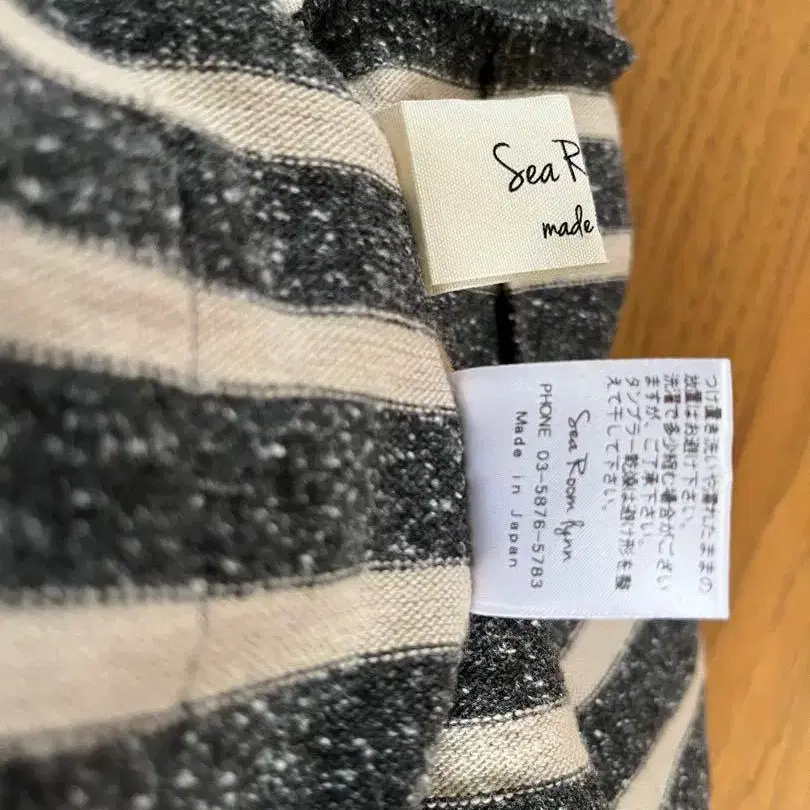 Sea R
made
つけ置き洗いや濡れたままの
放置はお避け下さい。
洗濯で多少縮む場合がござい
ますが、ご了承下さい。
タンブラー乾燥は避け形を整
えて干して下さい。
Sea Room lynn
PHONE 03-5876-5783
Made in Japan